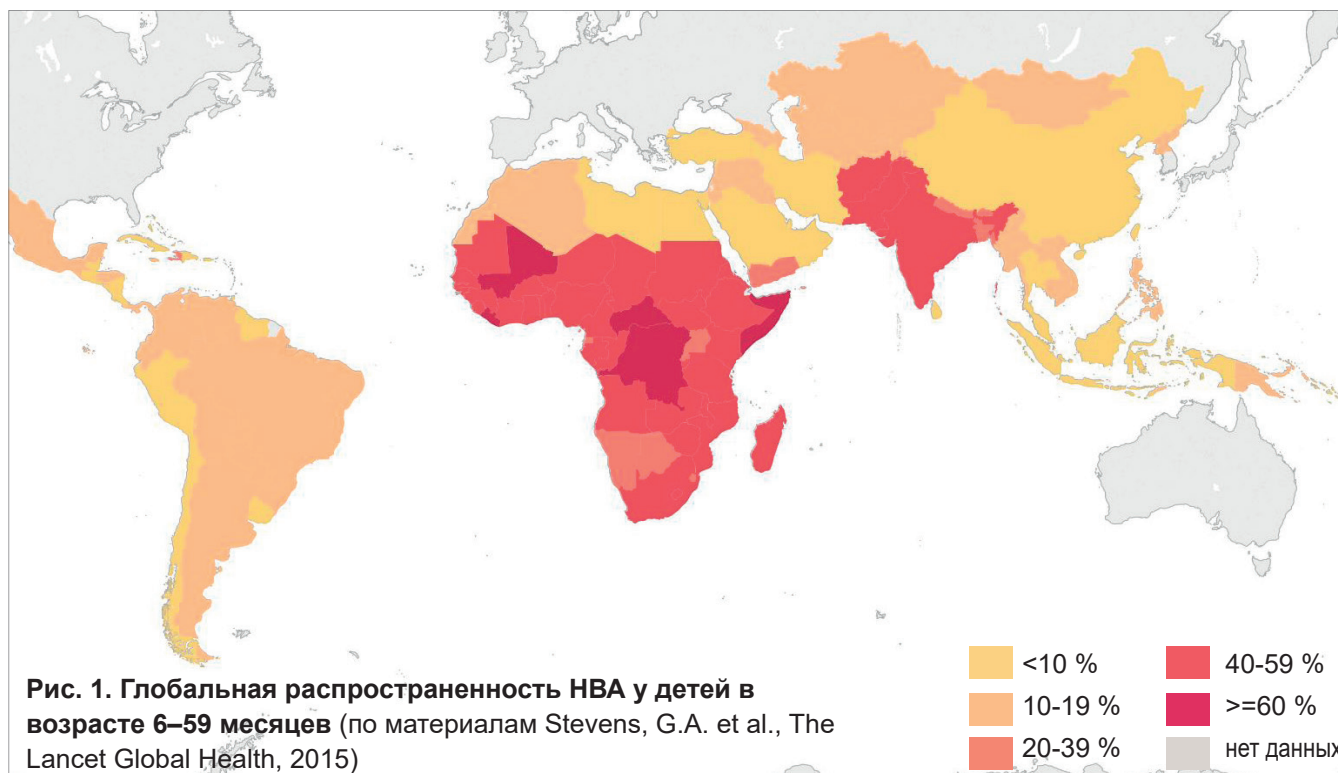 Рис. 1. Глобальная распространенность НВА у детей в
возрасте 6–59 месяцев (по материалам Stevens, G.A. et al., The
Lancet Global Health, 2015)
<10 %
10-19 %
20-39 %
40-59 %
>=60 %
нет данных